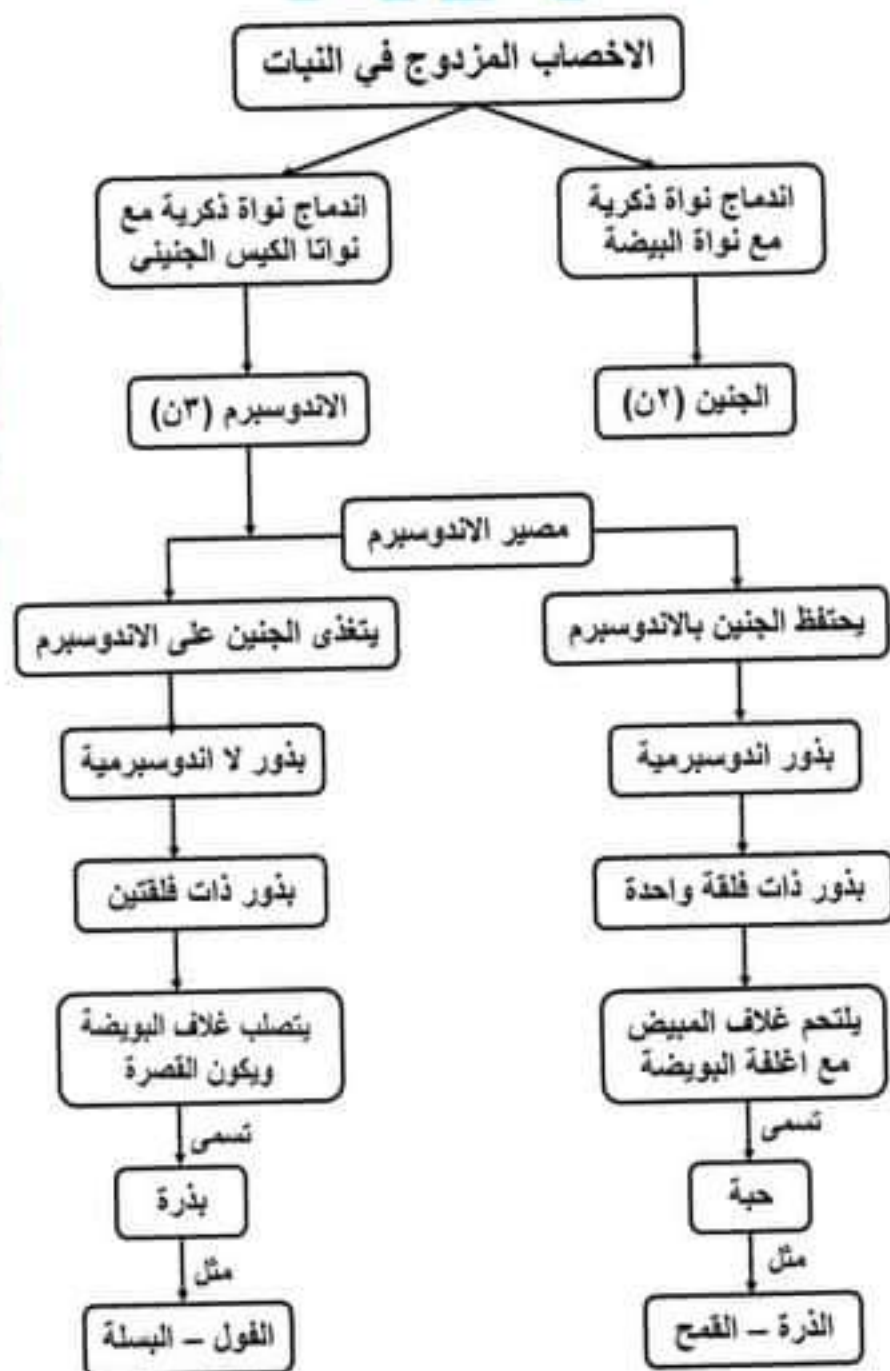 الاخصاب المزدوج في النبات
اندماج نواة ذكرية
مع نواة البيضة
اندماج نواة ذكرية مع
نواتا الكيس الجنيني
الجنين (٢ن)
الاندوسبرم (٣ن)
مصير الاندوسبرم
يحتفظ الجنين بالاندوسبرم
يتغذى الجنين على الاندوسبرم
بذور اندوسبرمية
بذور لا اندوسبرمية
بذور ذات فلقة واحدة
بذور ذات فلقتين
يلتحم غلاف المبيض
مع اغلفة البويضة
يتصلب غلاف البويضة
ويكون القصرة
تسمى
تسمى
حبة
بذرة
مثل
مثل
الذرة – القمح
الفول – البسلة